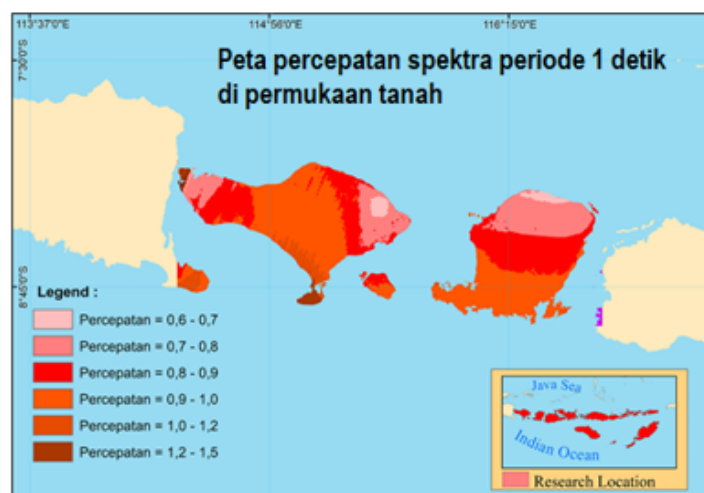 113°37'0"E 114°56'0"E 116°15'0"E
7°30'0"S
Peta percepatan spektra periode 1 detik
di permukaan tanah
8°45'0"S
Legend :
Percepatan = 0,6 - 0,7
Percepatan = 0,7 - 0,8
Percepatan = 0,8 - 0,9
Percepatan = 0,9 - 1,0
Percepatan = 1,0 - 1,2
Percepatan = 1,2 - 1,5
Java Sea
Indian Ocean
Research Location